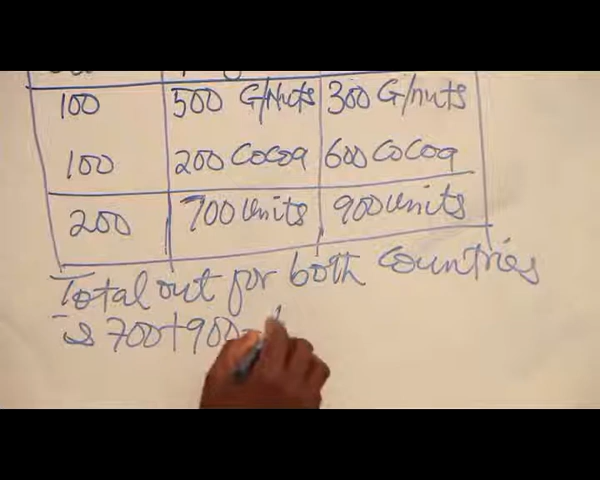 100 500 G/Nuts 300 G/nuts
100 200 Cocoa 600 Cocoa
200 700 Units 900 Units
Total out for both Countries
is 700+900=